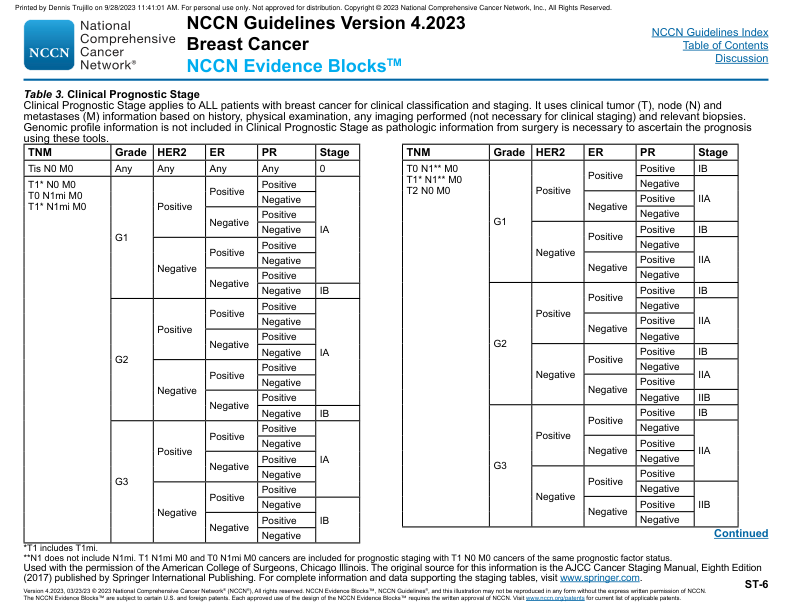 Printed by Dennis Trujillo on 9/28/2023 11:41:01 AM. For personal use only. Not approved for distribution. Copyright © 2023 National Comprehensive Cancer Network, Inc., All Rights Reserved.
NCCN
National
Comprehensive
Cancer
Network®
NCCN Guidelines Version 4.2023
Breast Cancer
NCCN Evidence Blocks™
NCCN Guidelines Index
Table of Contents
Discussion
Table 3. Clinical Prognostic Stage
Clinical Prognostic Stage applies to ALL patients with breast cancer for clinical classification and staging. It uses clinical tumor (T), node (N) and
metastases (M) information based on history, physical examination, any imaging performed (not necessary for clinical staging) and relevant biopsies.
Genomic profile information is not included in Clinical Prognostic Stage as pathologic information from surgery is necessary to ascertain the prognosis
using these tools.
TNM Grade HER2 ER PR Stage
Tis N0 M0 Any Any Any Any 0
T1* N0 M0
T0 N1mi M0
T1* N1mi M0
G1 Positive Positive Positive IA
Negative
Negative Positive
Negative
Negative Positive Positive
Negative
Negative Positive
Negative IB
G2 Positive Positive Positive IA
Negative
Negative Positive
Negative
Negative Positive Positive
Negative
Negative Positive
Negative IB
G3 Positive Positive Positive IA
Negative
Negative Positive
Negative
Negative Positive Positive
Negative IB
Negative Positive
Negative
TNM Grade HER2 ER PR Stage
T0 N1** M0
T1* N1** M0
T2 N0 M0
G1 Positive Positive Positive IB
Negative IIA
Negative Positive
Negative
Negative Positive Positive IB
Negative IIA
Negative Positive
Negative
G2 Positive Positive Positive IB
Negative IIA
Negative Positive
Negative
Negative Positive Positive IB
Negative IIA
Negative Positive
Negative IIB
G3 Positive Positive Positive IB
Negative IIA
Negative Positive
Negative
Negative Positive Positive
Negative IIB
Negative Positive
Negative
Continued
*T1 includes T1mi.
**N1 does not include N1mi. T1 N1mi M0 and T0 N1mi M0 cancers are included for prognostic staging with T1 N0 M0 cancers of the same prognostic factor status.
Used with the permission of the American College of Surgeons, Chicago Illinois. The original source for this information is the AJCC Cancer Staging Manual, Eighth Edition
(2017) published by Springer International Publishing. For complete information and data supporting the staging tables, visit www.springer.com.
ST-6
Version 4.2023, 03/23/23 © 2023 National Comprehensive Cancer Network® (NCCN®), All rights reserved. NCCN Evidence Blocks™, NCCN Guidelines®, and this illustration may not be reproduced in any form without the express written permission of NCCN.
The NCCN Evidence Blocks™ are subject to certain U.S. and foreign patents. Each approved use of the design of the NCCN Evidence Blocks™ requires the written approval of NCCN. Visit www.nccn.org/patents for current list of applicable patents.